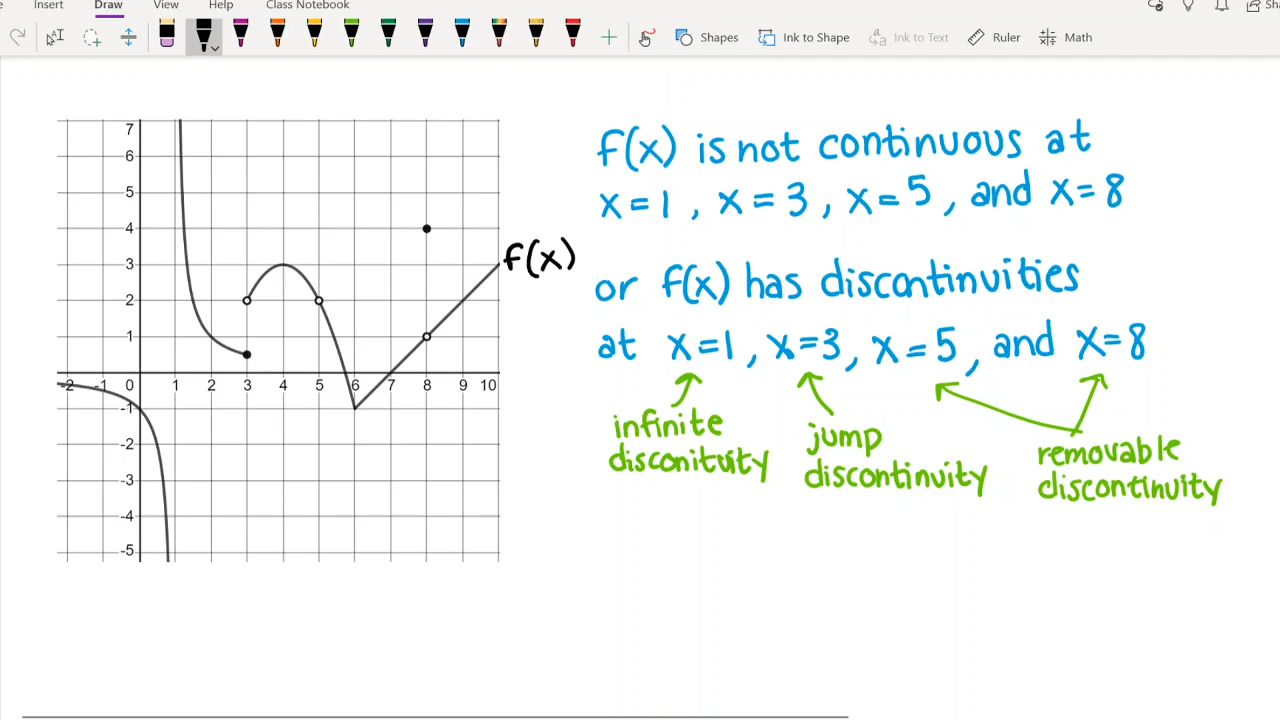 Insert Draw View Help Class Notebook
Shapes Ink to Shape Ink to Text Ruler Math
f(x) is not continuous at
x=1, x=3, x=5, and x=8
f(x)
or f(x) has discontinuities
at x=1, x=3, x=5, and x=8
infinite
disconituity
jump
discontinuity
removable
discontinuity
7
6
5
4
3
2
1
-2 -1 0 1 2 3 4 5 6 7 8 9 10
-1
-2
-3
-4
-5